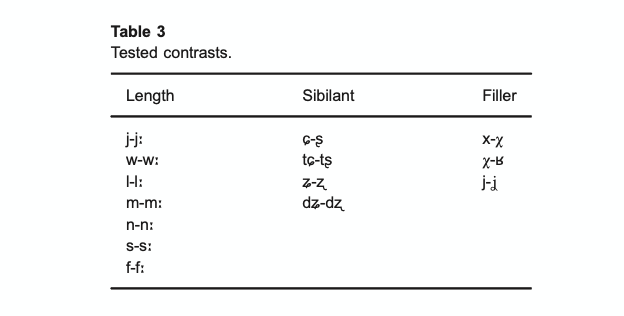 Table 3
Tested contrasts.
Length Sibilant Filler
j-jː ɕ-ʂ x-χ
w-wː tɕ-tʂ χ-ʁ
l-lː ʑ-ʐ j-ʝ
m-mː dʑ-dʐ
n-nː
s-sː
f-fː